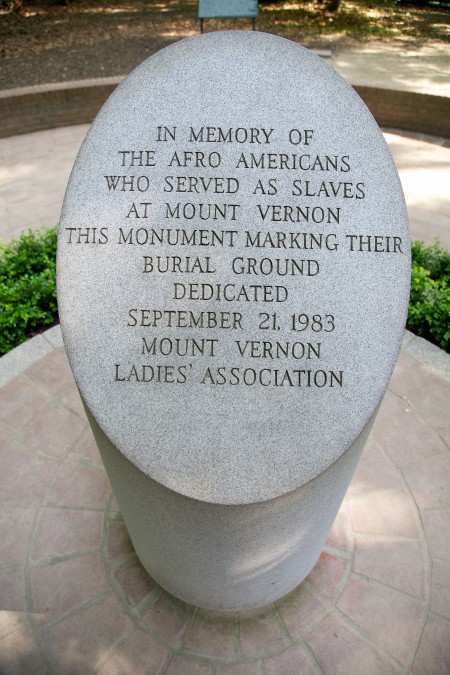 IN MEMORY OF
THE AFRO AMERICANS
WHO SERVED AS SLAVES
AT MOUNT VERNON
THIS MONUMENT MARKING THEIR
BURIAL GROUND
DEDICATED
SEPTEMBER 21, 1983
MOUNT VERNON
LADIES' ASSOCIATION